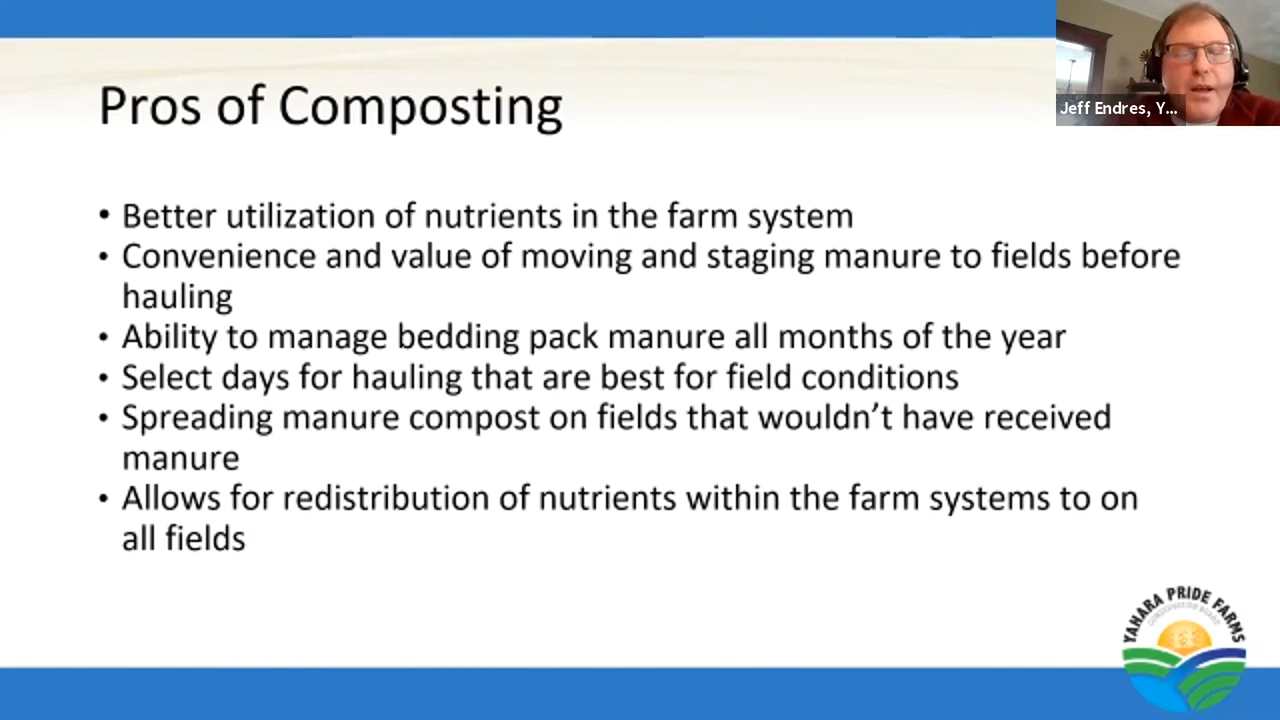 Jeff Endres, Y...
Pros of Composting
• Better utilization of nutrients in the farm system
• Convenience and value of moving and staging manure to fields before
hauling
• Ability to manage bedding pack manure all months of the year
• Select days for hauling that are best for field conditions
• Spreading manure compost on fields that wouldn’t have received
manure
• Allows for redistribution of nutrients within the farm systems to on
all fields
YAHARA PRIDE FARMS
CONSERVATION BOARD